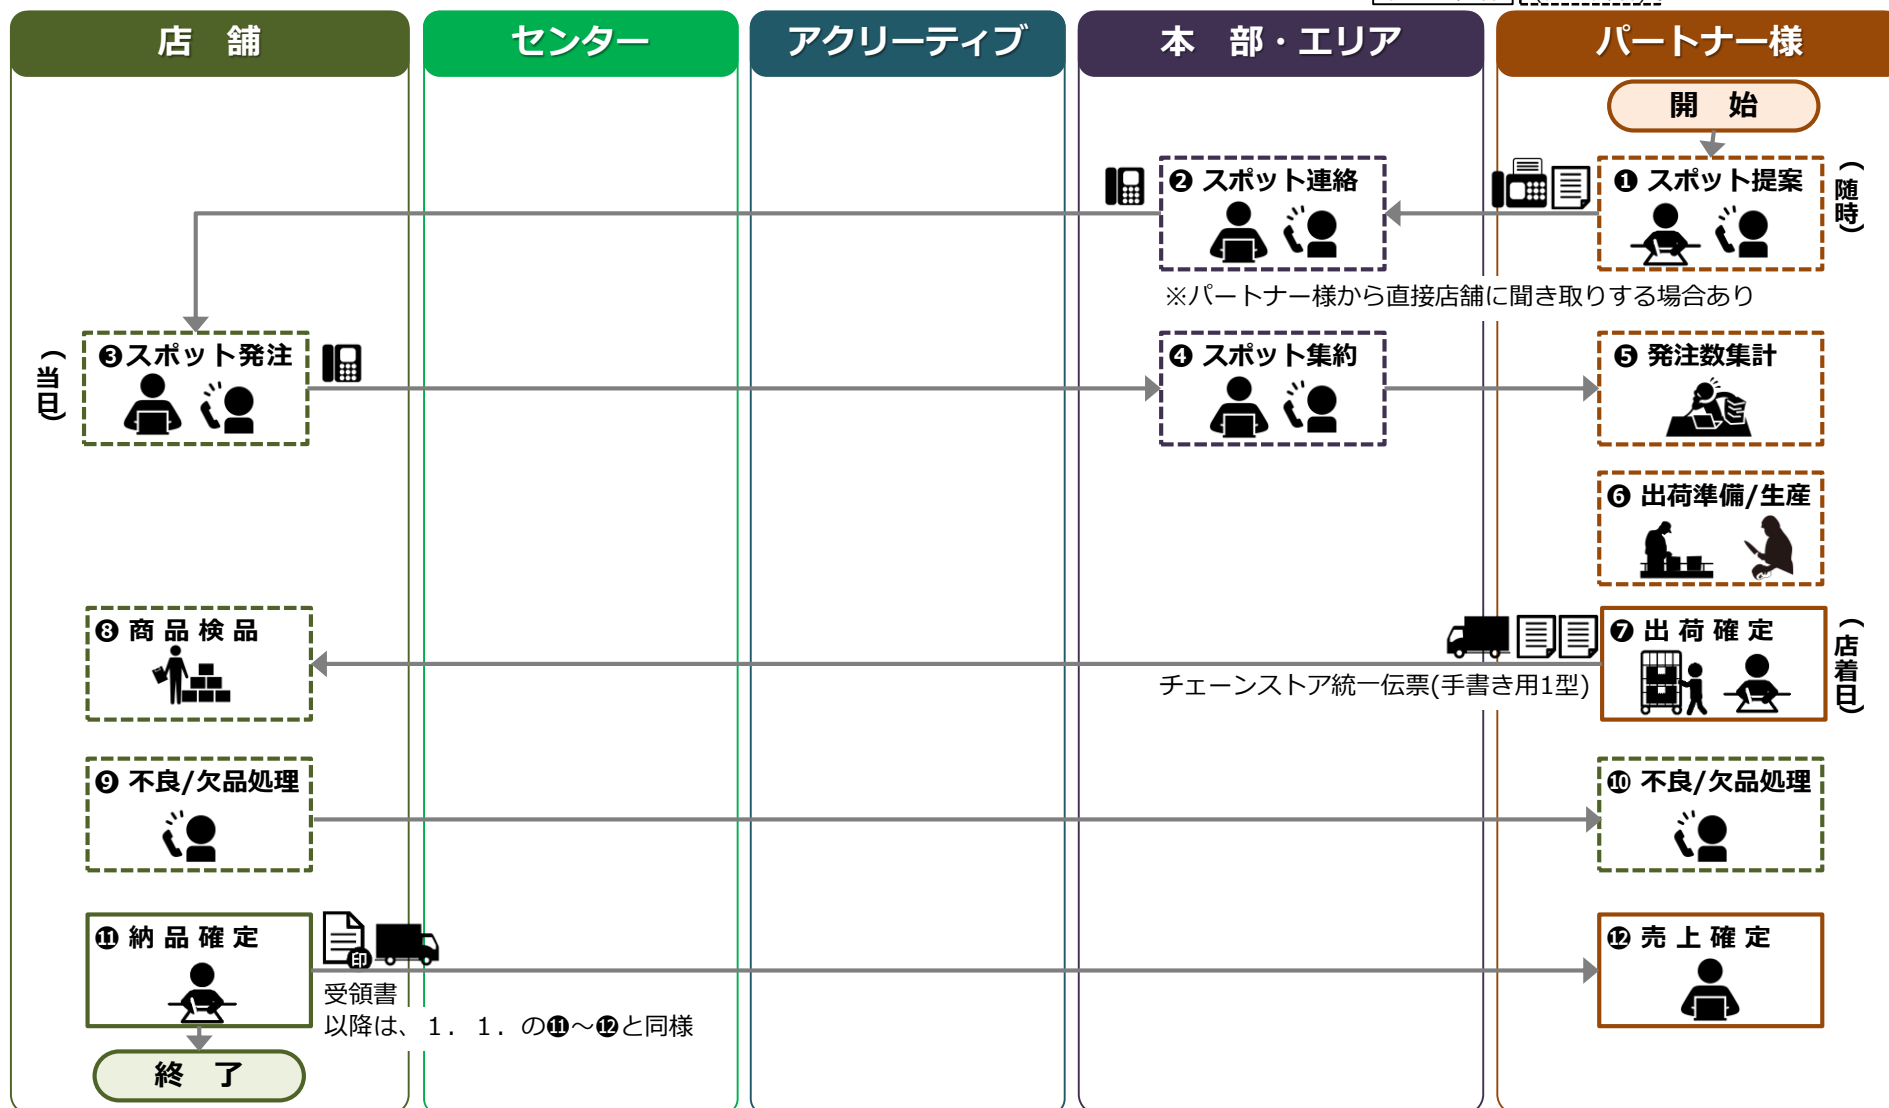 店　舗
センター
アクリーティブ
本　部・エリア
パートナー様
開　始
❷ スポット連絡
❶ スポット提案
(随時)
※パートナー様から直接店舗に聞き取りする場合あり
(当日)
❸スポット発注
❹ スポット集約
❺ 発注数集計
❻ 出荷準備/生産
❽ 商 品 検 品
❼ 出 荷 確 定
(店着日)
チェーンストア統一伝票(手書き用1型)
❾ 不良/欠品処理
❿ 不良/欠品処理
⓫ 納 品 確 定
印
⓬ 売 上 確 定
受領書
以降は、１．１．の⓫～⓬と同様
終　了